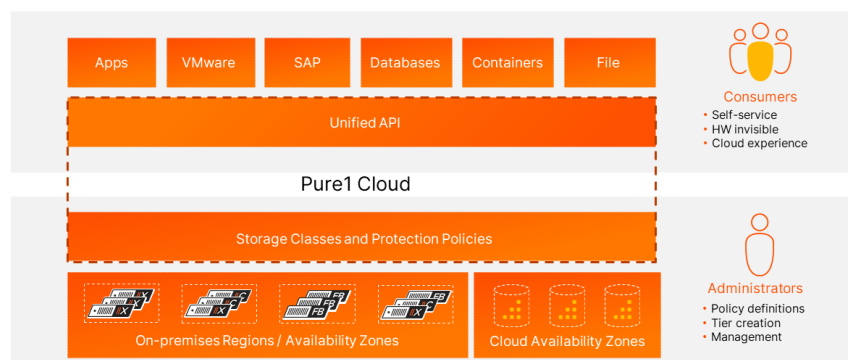 Apps
VMware
SAP
Databases
Containers
File
Unified API
Consumers
• Self-service
• HW invisible
• Cloud experience
Pure1 Cloud
Storage Classes and Protection Policies
On-premises Regions / Availability Zones
Cloud Availability Zones
Administrators
• Policy definitions
• Tier creation
• Management